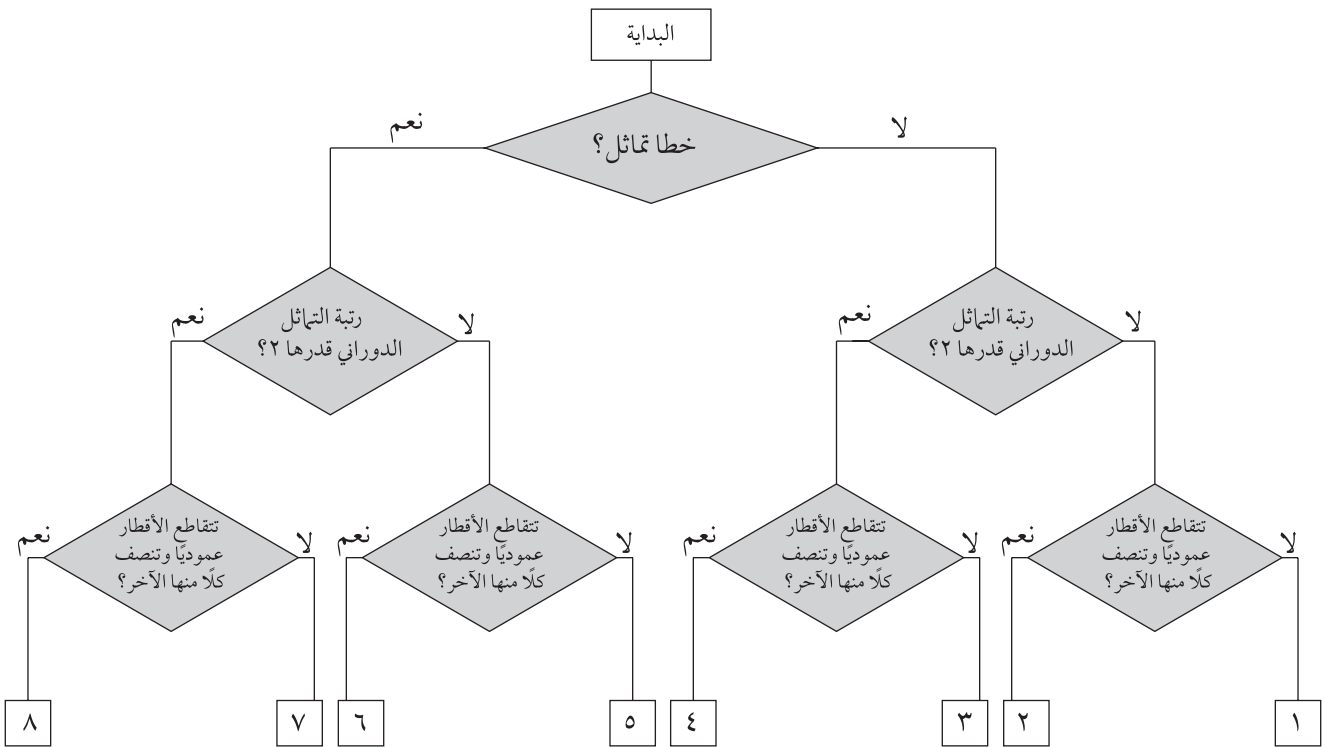 البداية
خطا تماثل؟
لا
نعم
رتبة التماثل
الدوراني قدرها ٢؟
لا
نعم
رتبة التماثل
الدوراني قدرها ٢؟
لا
نعم
تتقاطع الأقطار
عموديًا وتنصف
كلًا منها الآخر؟
لا
نعم
تتقاطع الأقطار
عموديًا وتنصف
كلًا منها الآخر؟
لا
نعم
تتقاطع الأقطار
عموديًا وتنصف
كلًا منها الآخر؟
لا
نعم
تتقاطع الأقطار
عموديًا وتنصف
كلًا منها الآخر؟
لا
نعم
١
٢
٣
٤
٥
٦
٧
٨